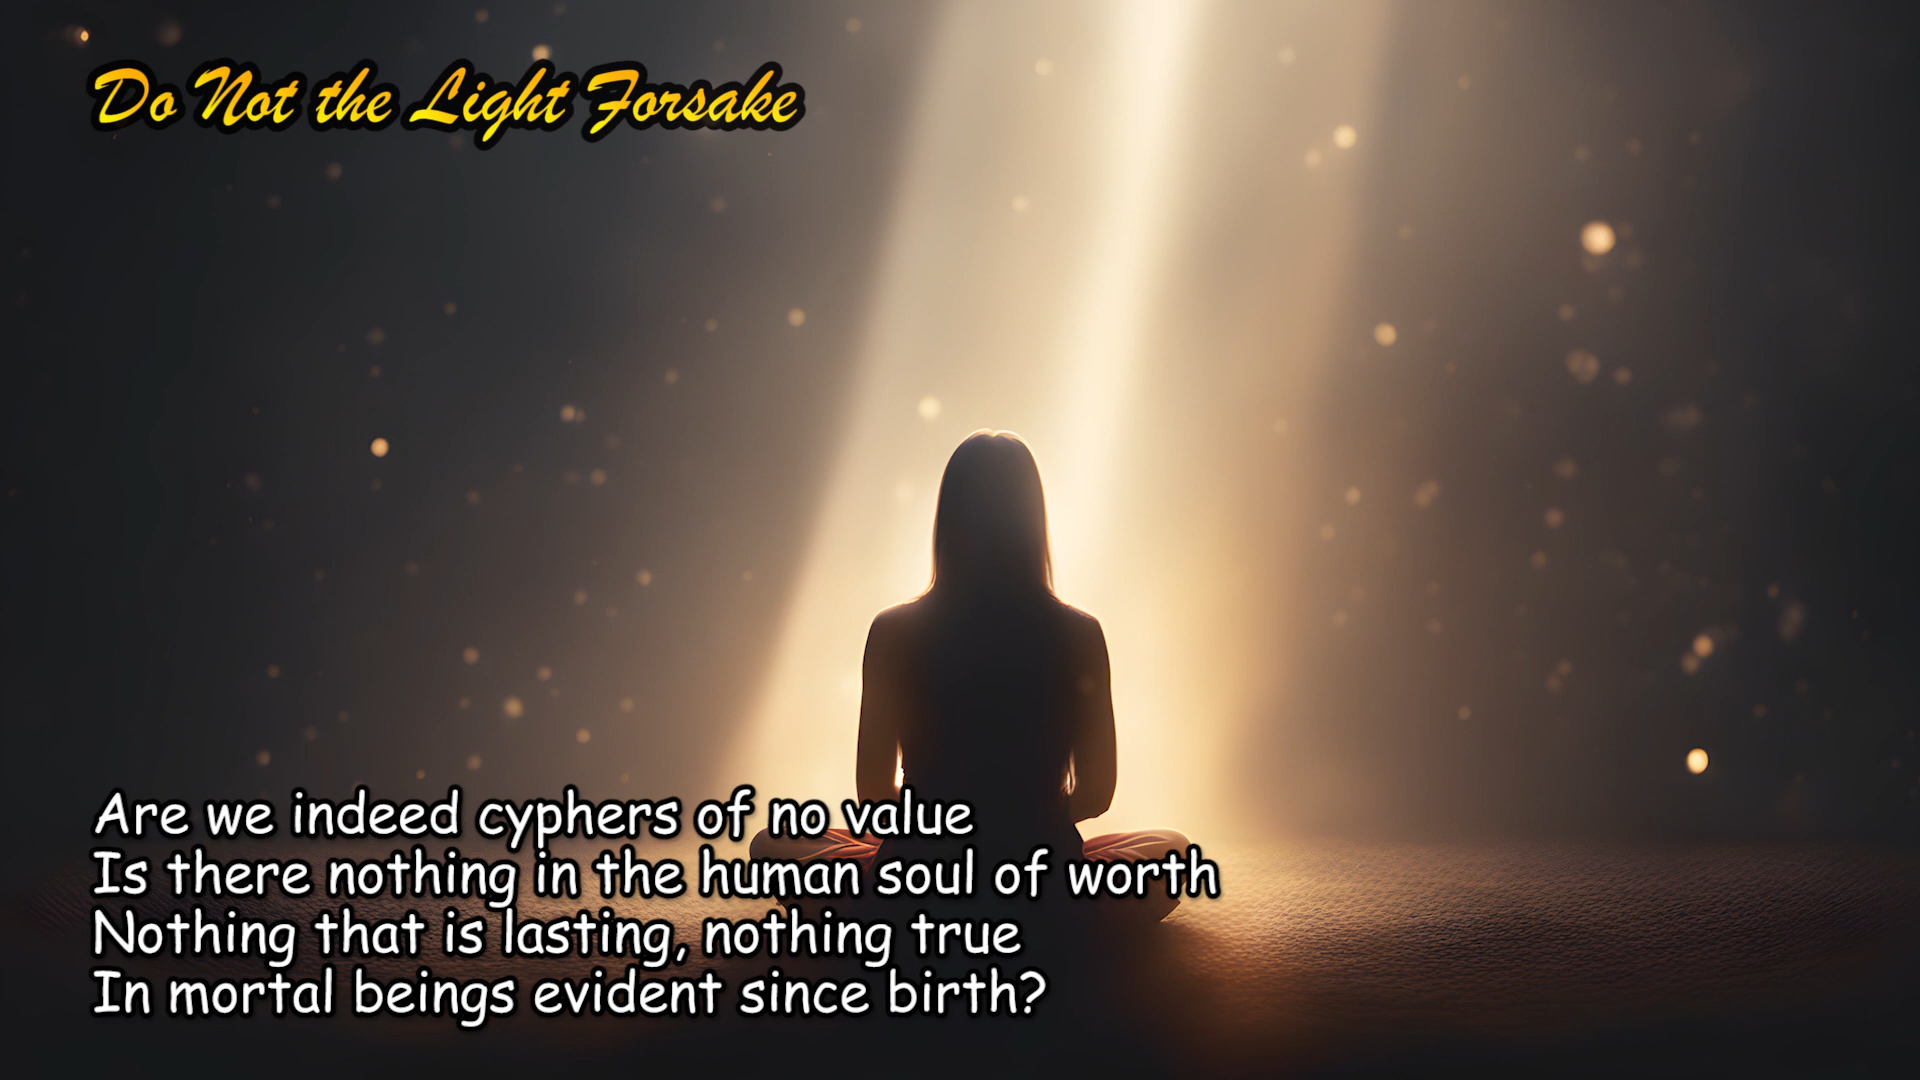 Do Not the Light Forsake
Are we indeed cyphers of no value
Is there nothing in the human soul of worth
Nothing that is lasting, nothing true
In mortal beings evident since birth?